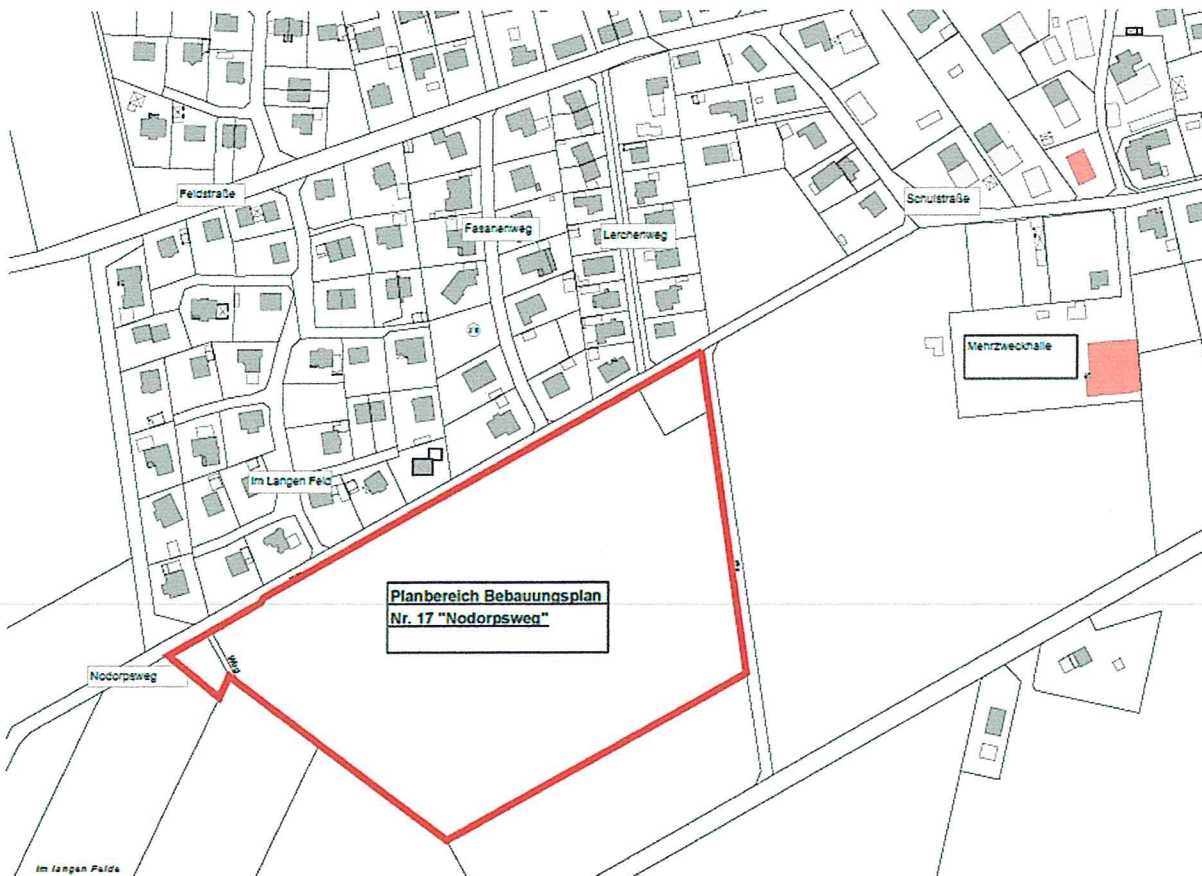 Feldstraße
Fasanenweg
Lerchenweg
Schulstraße
Mehrzweckhalle
Im Langen Feld
Planbereich Bebauungsplan
Nr. 17 "Nodorpsweg"
Weg
Nodorpsweg
Im langen Felde